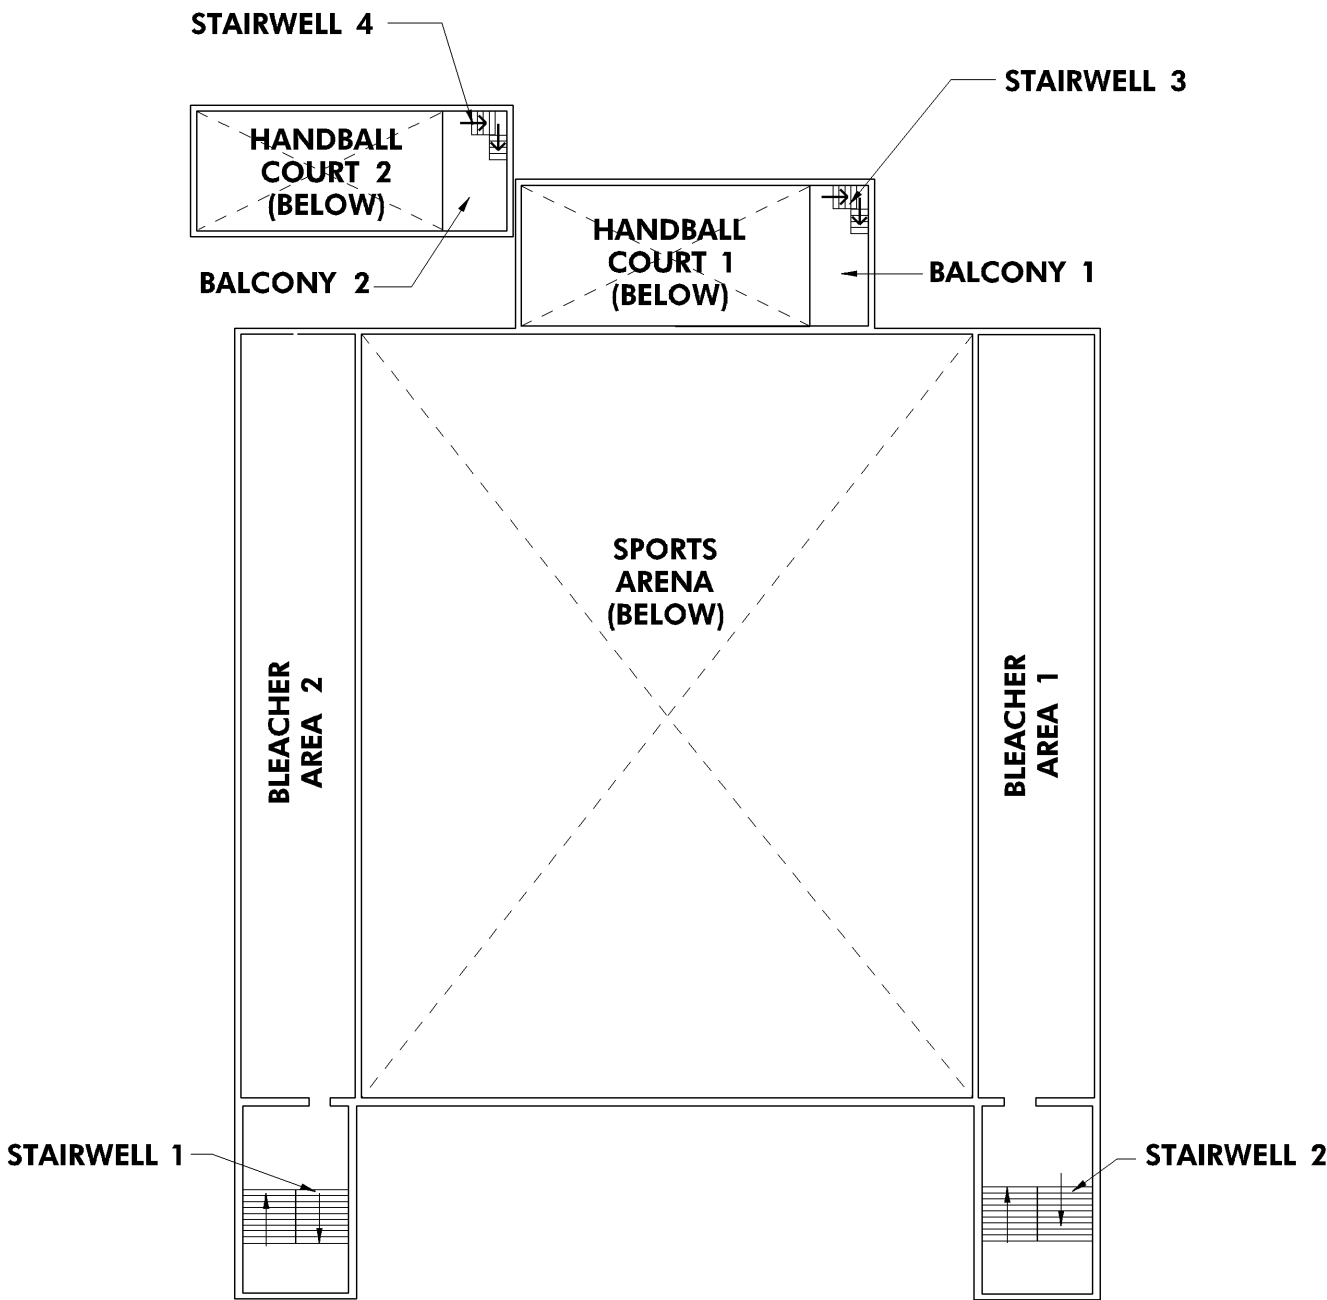 STAIRWELL 4
STAIRWELL 3
HANDBALL
COURT 2
(BELOW)
HANDBALL
COURT 1
(BELOW)
BALCONY 2
BALCONY 1
SPORTS
ARENA
(BELOW)
BLEACHER
AREA 2
BLEACHER
AREA 1
STAIRWELL 1
STAIRWELL 2